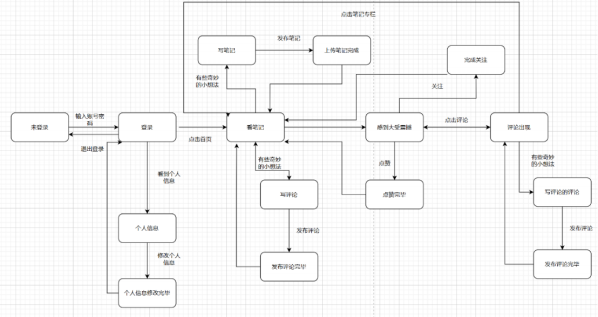 点击笔记专栏
发布笔记
写笔记
上传笔记完成
完成关注
有些奇妙
的小想法
关注
输入账号密
码
未登录
登录
看笔记
感到大受震撼
点击评论
评论出现
退出登录
点击首页
看到个人
信息
有些奇妙
的小想法
点赞
有些奇妙
的小想法
写评论
点赞完毕
写评论的评论
个人信息
发布评论
发布评论
修改个人
信息
发布评论完毕
发布评论完毕
个人信息修改完毕